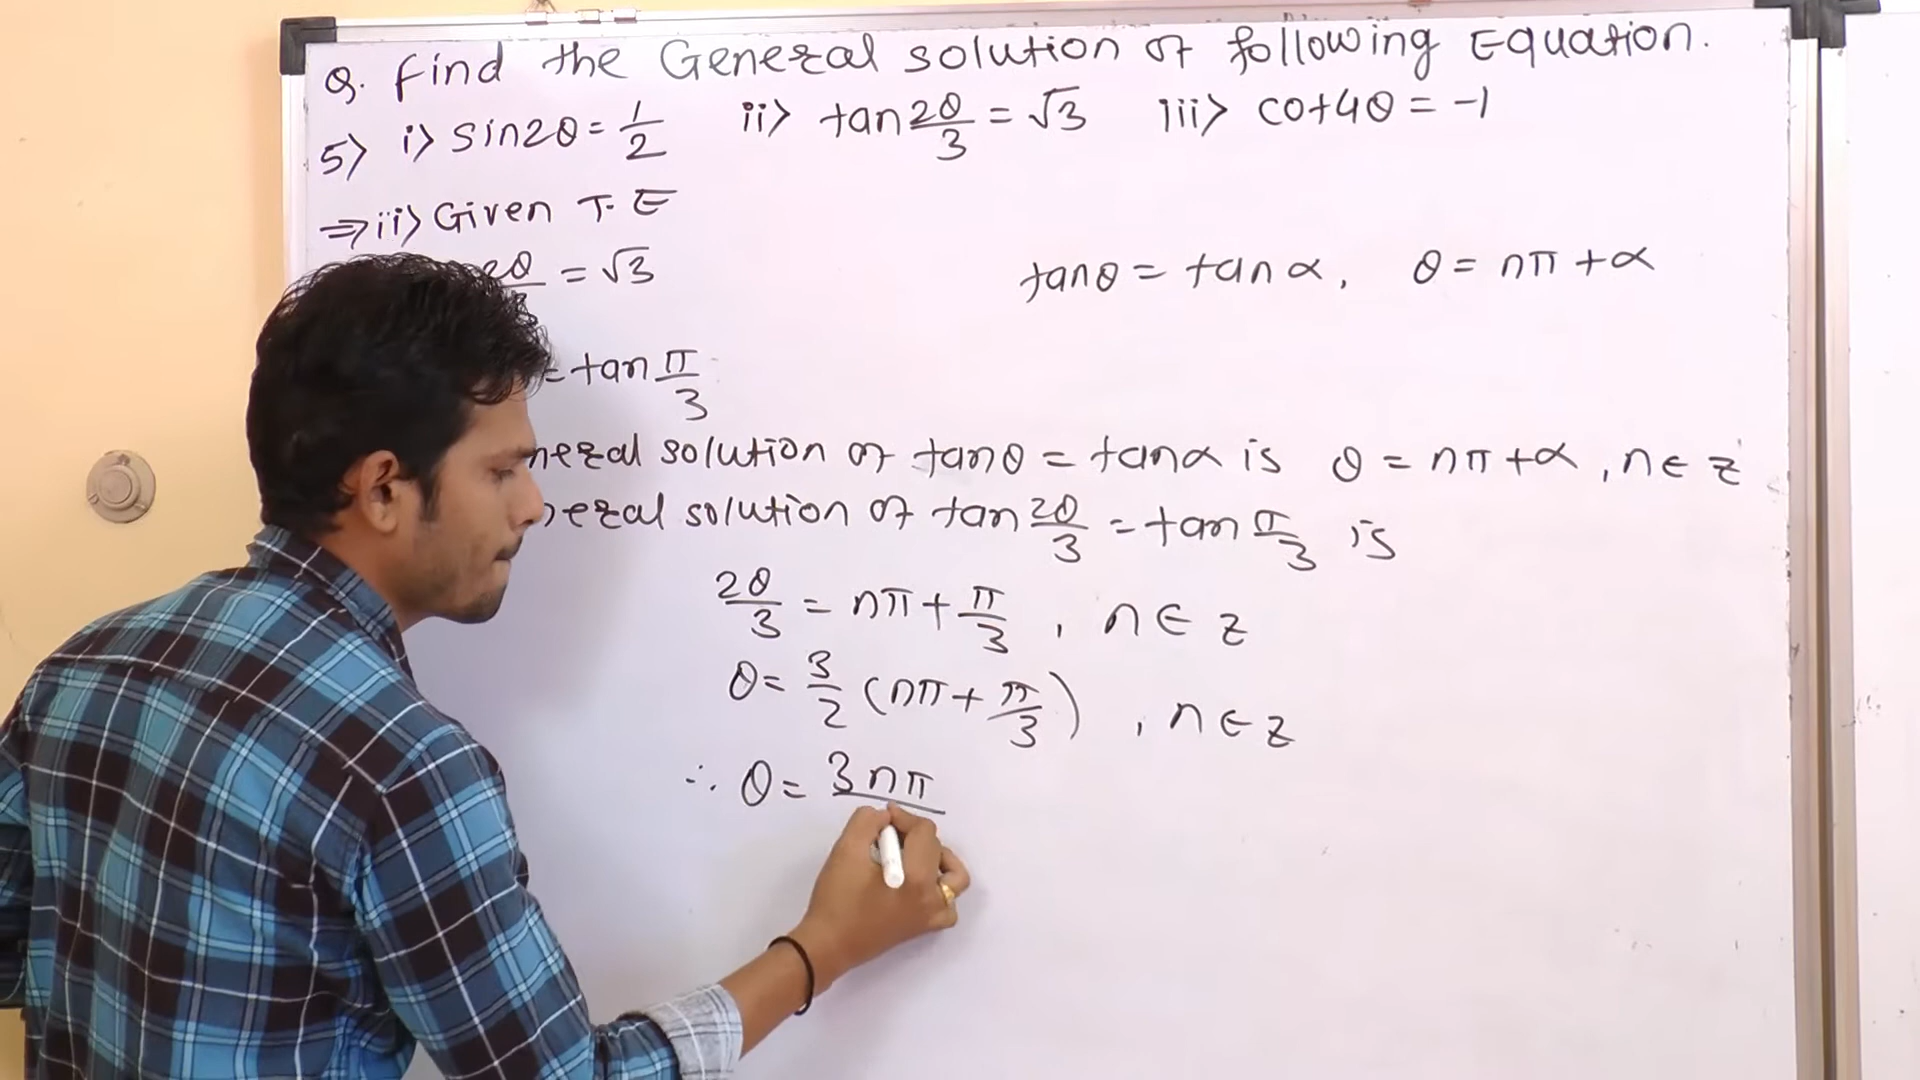 Q. Find the General solution of following Equation.
5) i) sin2θ = 1/2 ii) tan 2θ/3 = √3 iii) cot4θ = -1
⇒ ii) Given T.E
2θ/3 = √3 tanθ = tanα, θ = nπ + α
= tan π/3
solution of tanθ = tanα is θ = nπ + α, n ∈ z
solution of tan 2θ/3 = tan π/3 is
2θ/3 = nπ + π/3, n ∈ z
θ = 3/2 (nπ + π/3), n ∈ z
∴ θ = 3nπ